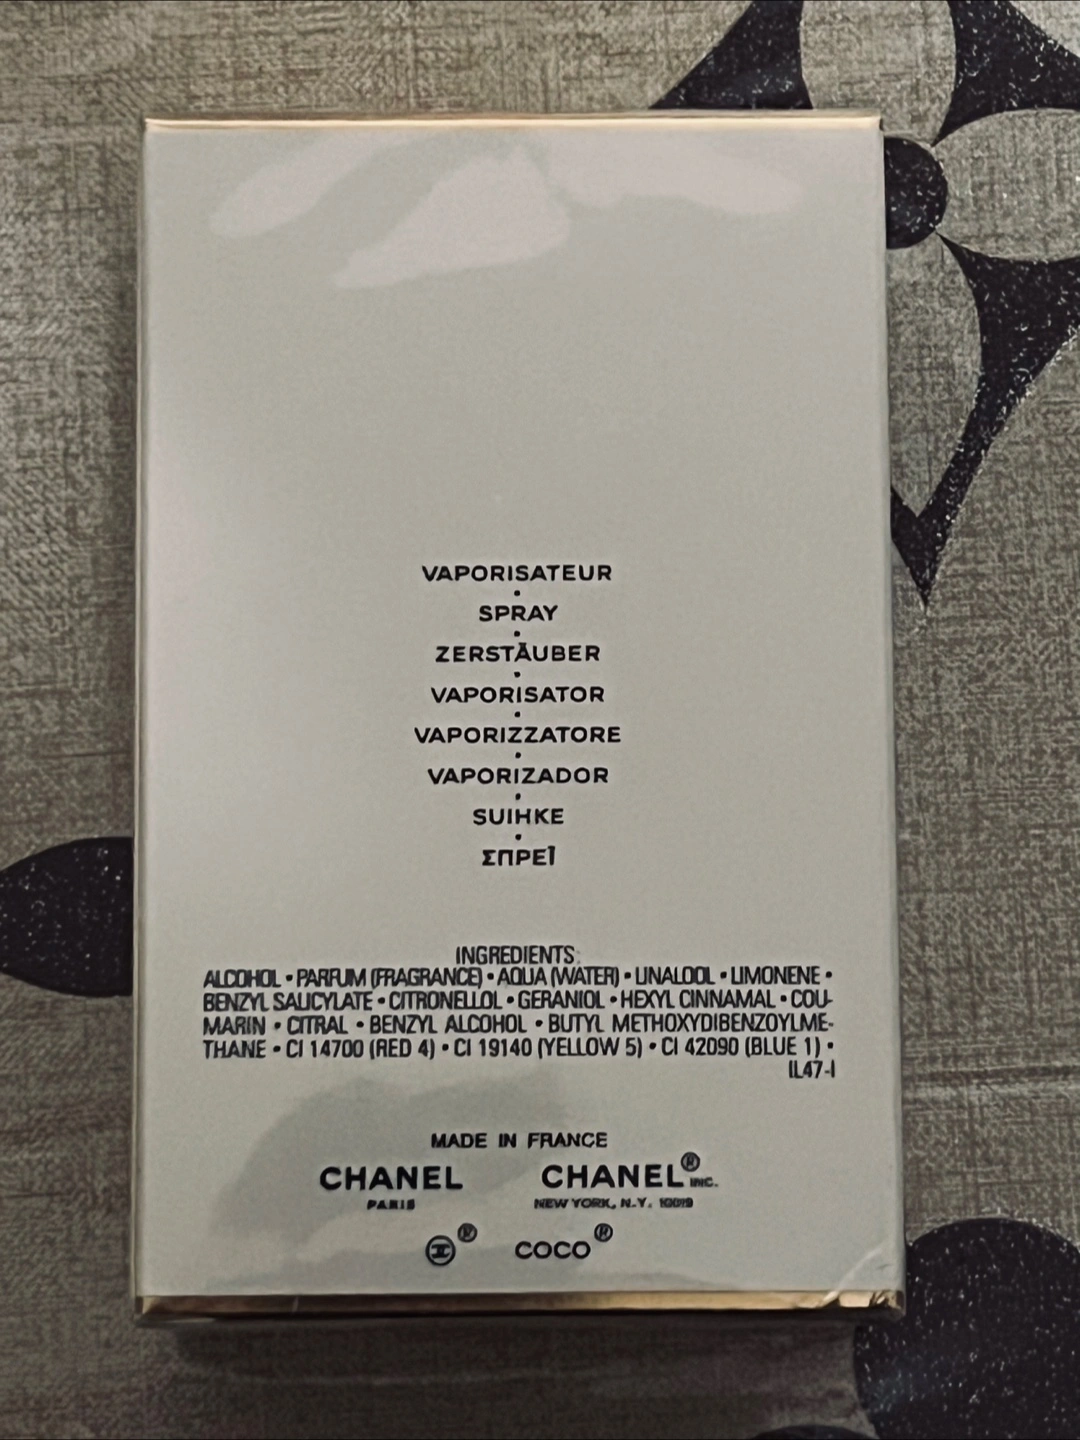 VAPORISATEUR
•
SPRAY
•
ZERSTÄUBER
•
VAPORISATOR
•
VAPORIZZATORE
•
VAPORIZADOR
•
SUIHKE
•
ΣΠΡΕΪ
INGREDIENTS:
ALCOHOL • PARFUM (FRAGRANCE) • AQUA (WATER) • LINALOOL • LIMONENE •
BENZYL SALICYLATE • CITRONELLOL • GERANIOL • HEXYL CINNAMAL • COU-
MARIN • CITRAL • BENZYL ALCOHOL • BUTYL METHOXYDIBENZOYLME-
THANE • CI 14700 (RED 4) • CI 19140 (YELLOW 5) • CI 42090 (BLUE 1) •
IL47-I
MADE IN FRANCE
CHANEL CHANEL® INC.
PARIS NEW YORK, N.Y. 10019
® COCO®